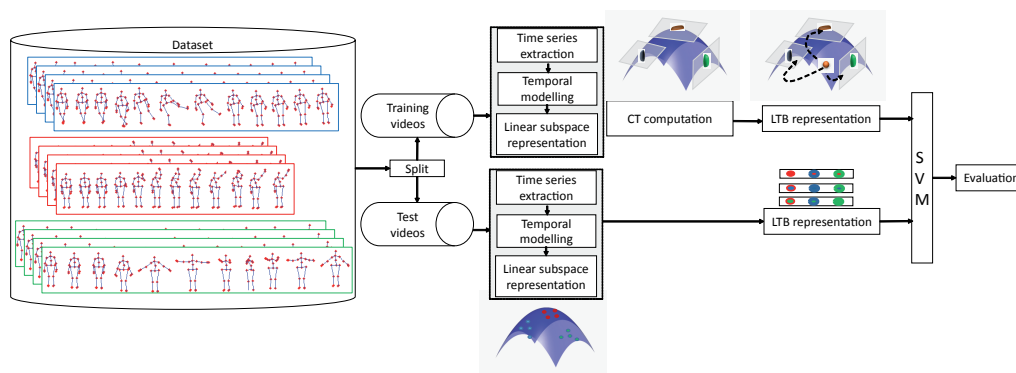 Dataset
Training
videos
Split
Test
videos
Time series
extraction
Temporal
modelling
Linear subspace
representation
CT computation
LTB representation
Time series
extraction
Temporal
modelling
Linear subspace
representation
LTB representation
S
V
M
Evaluation